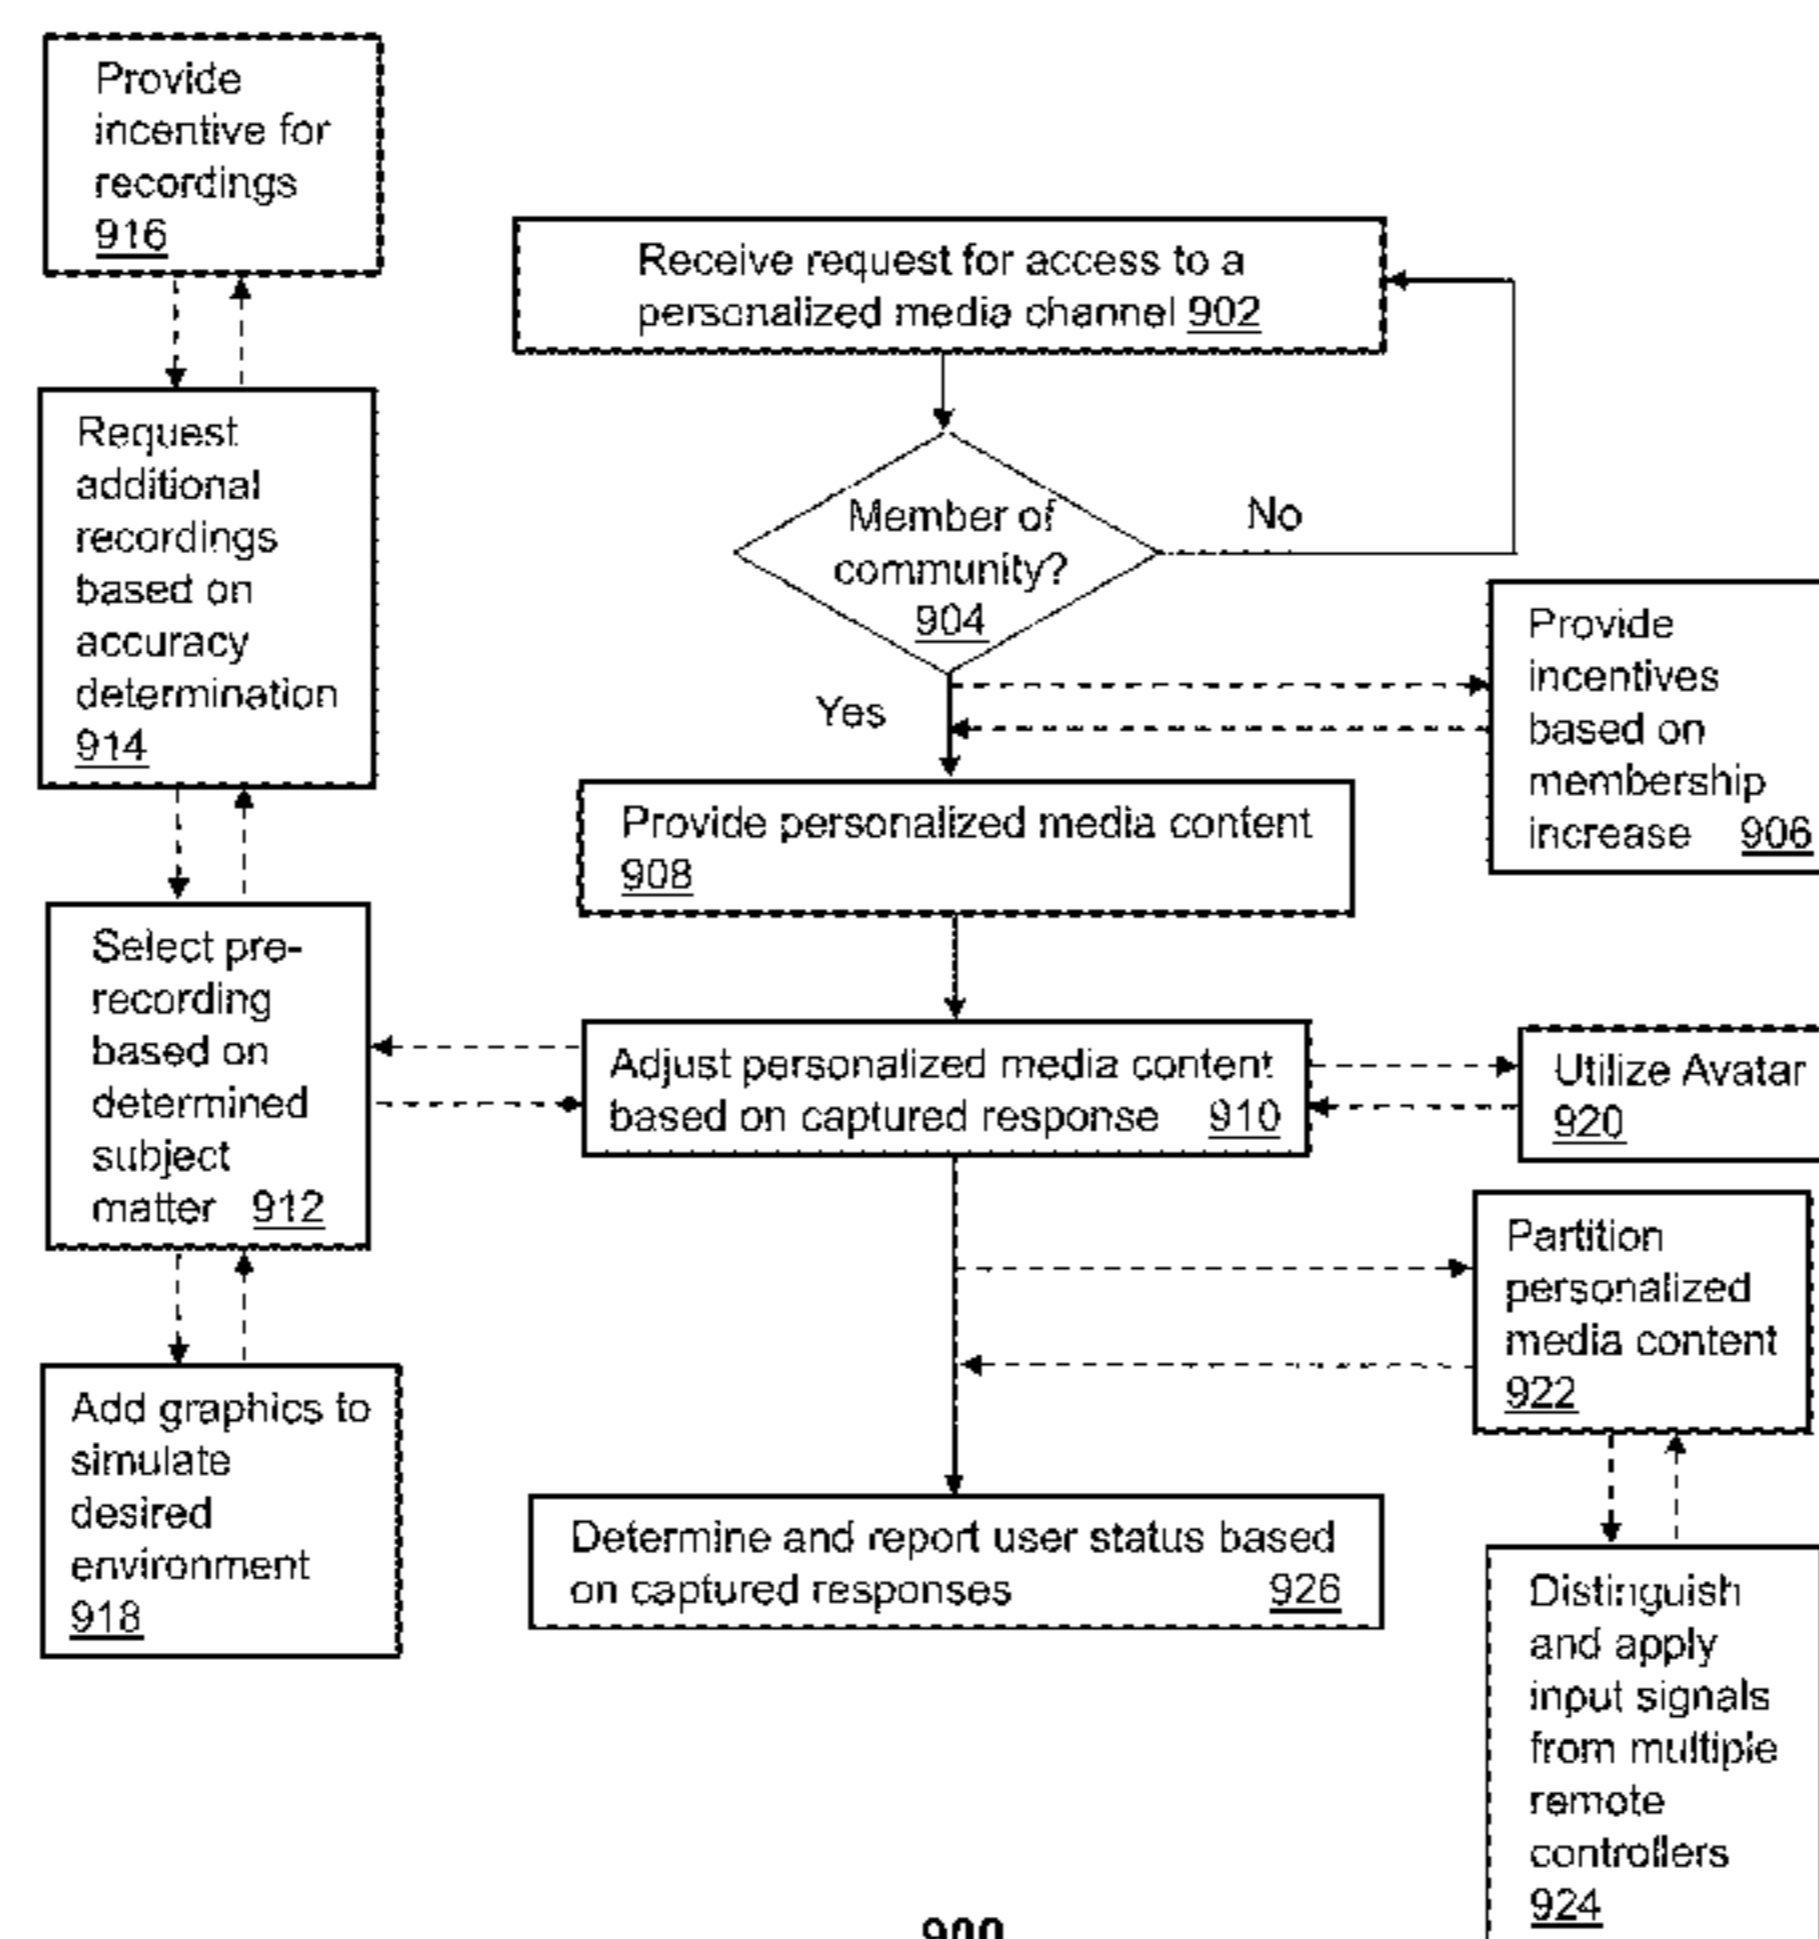 Provide
incentive for
recordings
916
Receive request for access to a
personalized media channel 902
Request
additional
recordings
based on
accuracy
determination
914
Member of
community?
904
No
Yes
Provide
incentives
based on
membership
increase 906
Provide personalized media content
908
Select pre-
recording
based on
determined
subject
matter 912
Adjust personalized media content
based on captured response 910
Utilize Avatar
920
Partition
personalized
media content
922
Add graphics to
simulate
desired
environment
918
Determine and report user status based
on captured responses 926
Distinguish
and apply
input signals
from multiple
remote
controllers
924
900